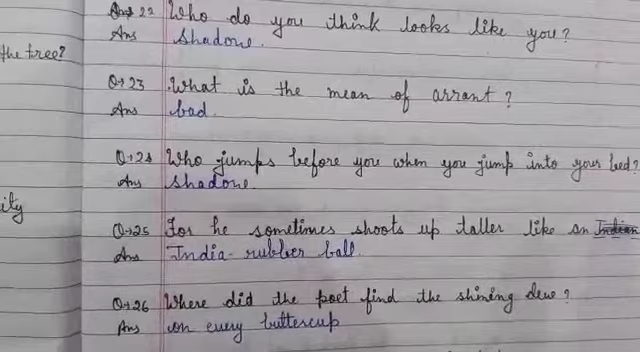 Qu 22 Who do you think looks like you?
Ans Shadone.
the tree?
Q→23 What is the mean of arrant?
Ans bad.
Q→24 Who jumps before you when you jump into your bed?
Ans Shadone.
ity
Q→25 For he sometimes shoots up taller like an
Ans India-rubber ball.
Q→26 Where did the poet find the shining dew?
Ans on every buttercup